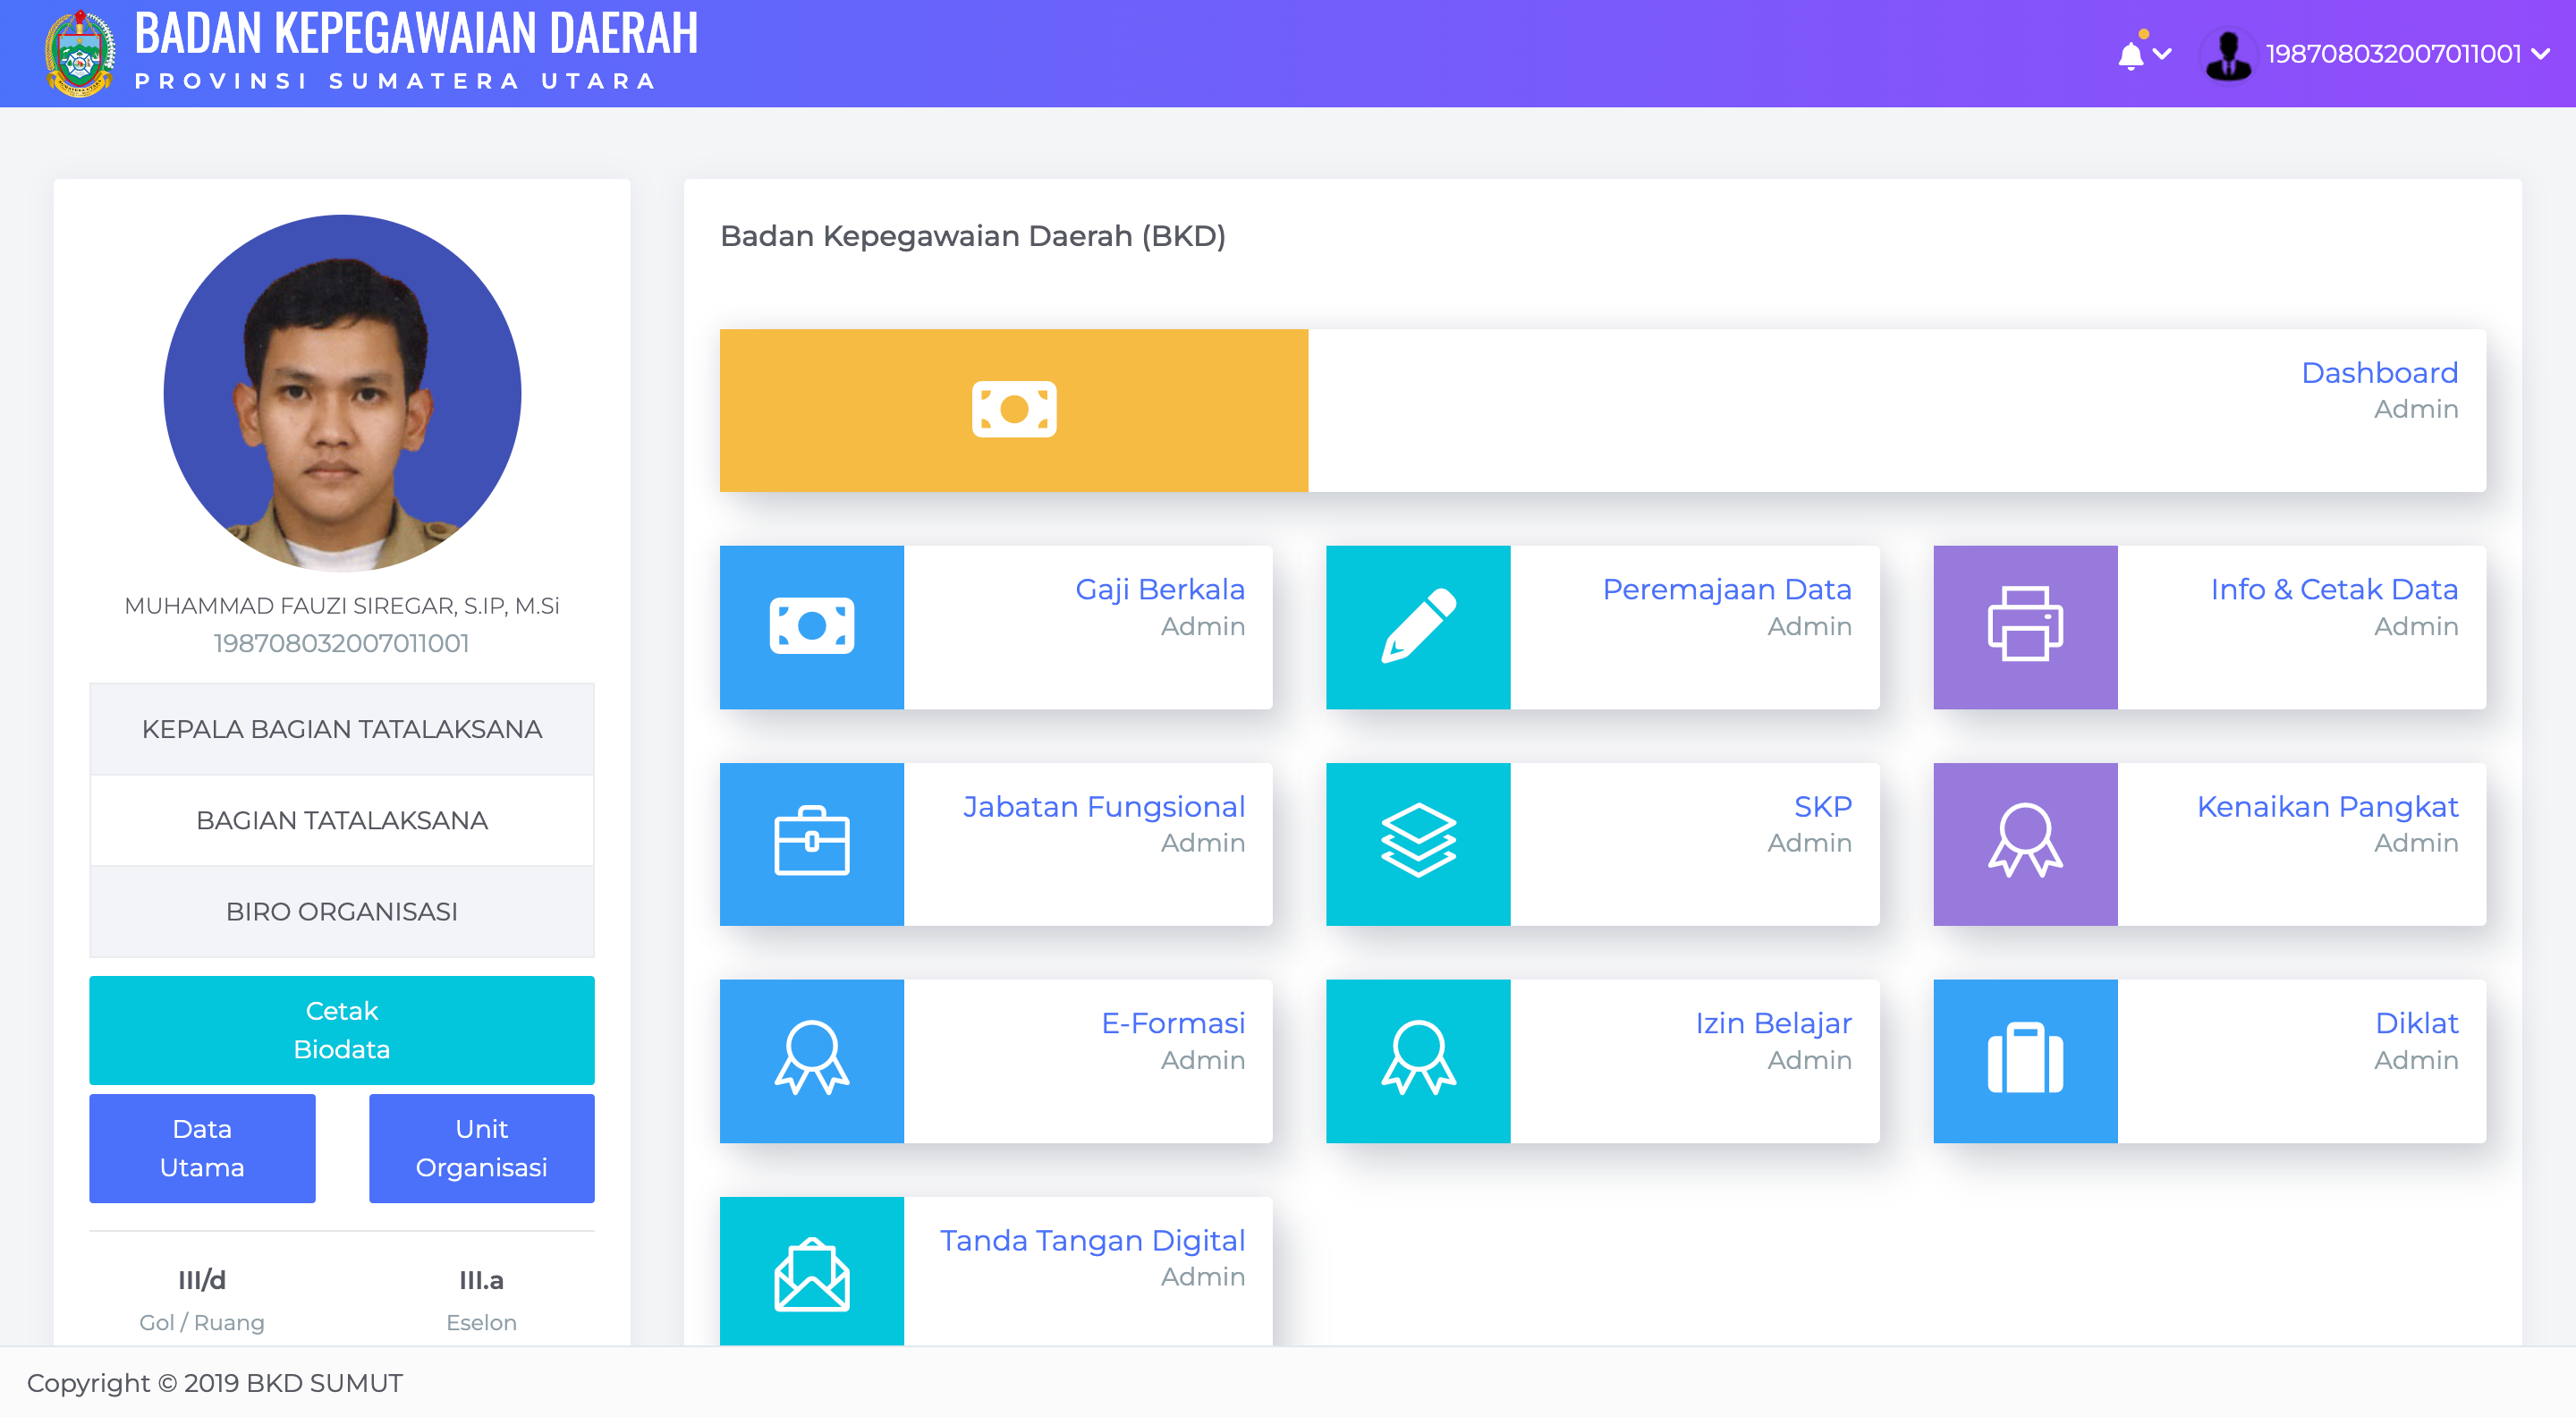 BADAN KEPEGAWAIAN DAERAH
PROVINSI SUMATERA UTARA
198708032007011001
MUHAMMAD FAUZI SIREGAR, S.IP, M.Si
198708032007011001
KEPALA BAGIAN TATALAKSANA
BAGIAN TATALAKSANA
BIRO ORGANISASI
Cetak
Biodata
Data
Utama
Unit
Organisasi
III/d
Gol / Ruang
III.a
Eselon
Badan Kepegawaian Daerah (BKD)
Dashboard
Admin
Gaji Berkala
Admin
Peremajaan Data
Admin
Info & Cetak Data
Admin
Jabatan Fungsional
Admin
SKP
Admin
Kenaikan Pangkat
Admin
E-Formasi
Admin
Izin Belajar
Admin
Diklat
Admin
Tanda Tangan Digital
Admin
Copyright © 2019 BKD SUMUT